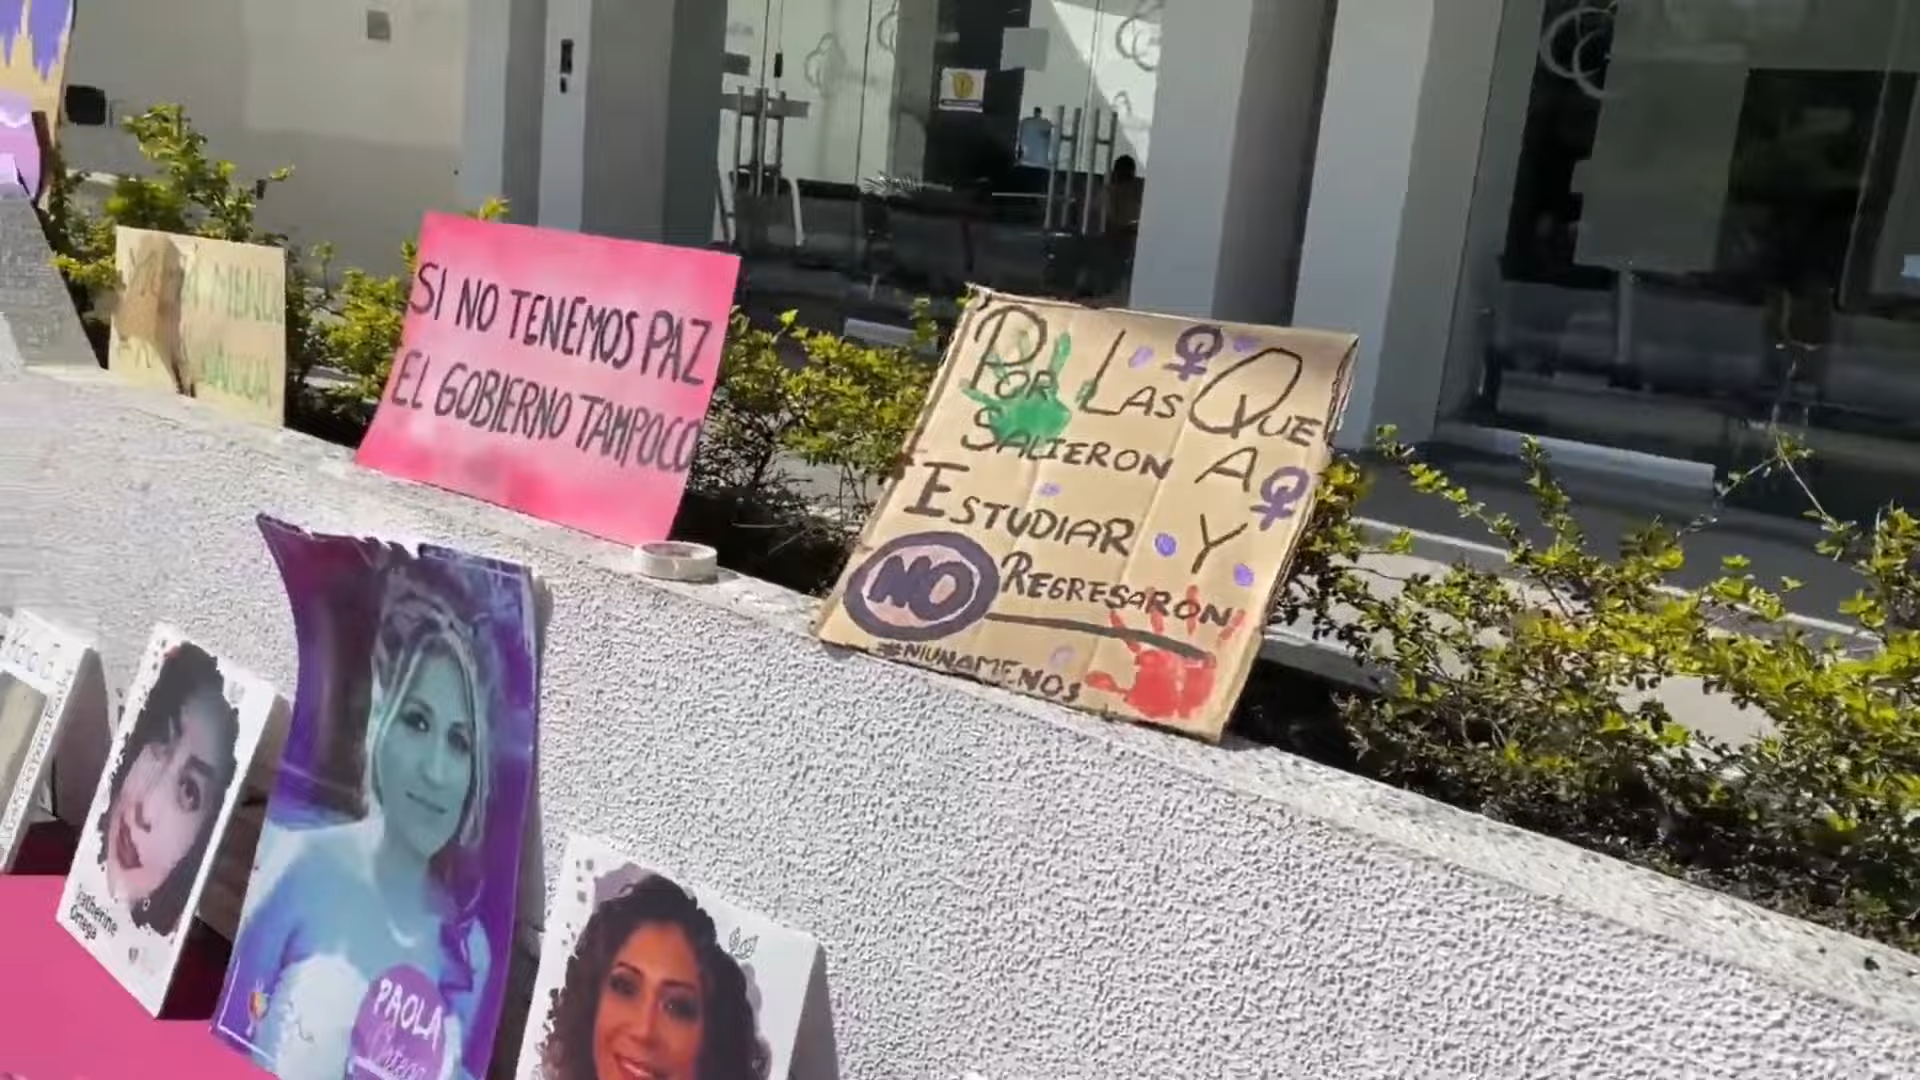 SI NO TENEMOS PAZ
EL GOBIERNO TAMPOCO
POR LAS QUE
SALIERON A
ESTUDIAR Y
NO REGRESARON
#NIUNAMENOS
Katherine
Ortega
PAOLA